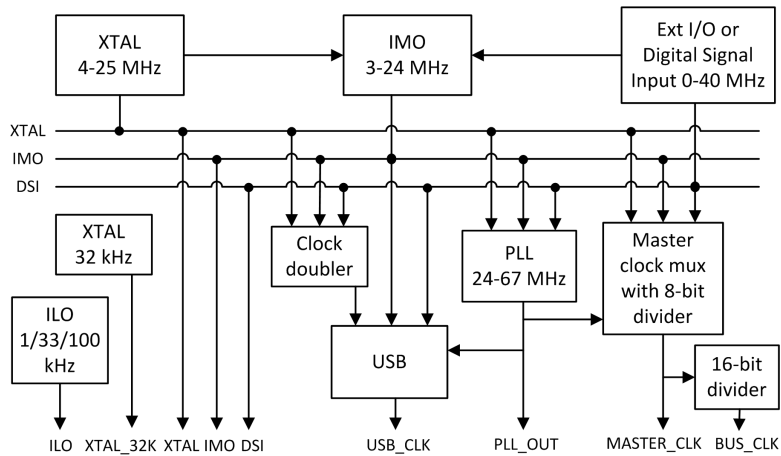 XTAL
4-25 MHz
IMO
3-24 MHz
Ext I/O or
Digital Signal
Input 0-40 MHz
XTAL
IMO
DSI
XTAL
32 kHz
Clock
doubler
PLL
24-67 MHz
Master
clock mux
with 8-bit
divider
ILO
1/33/100
kHz
USB
16-bit
divider
ILO
XTAL_32K
XTAL
IMO
DSI
USB_CLK
PLL_OUT
MASTER_CLK
BUS_CLK